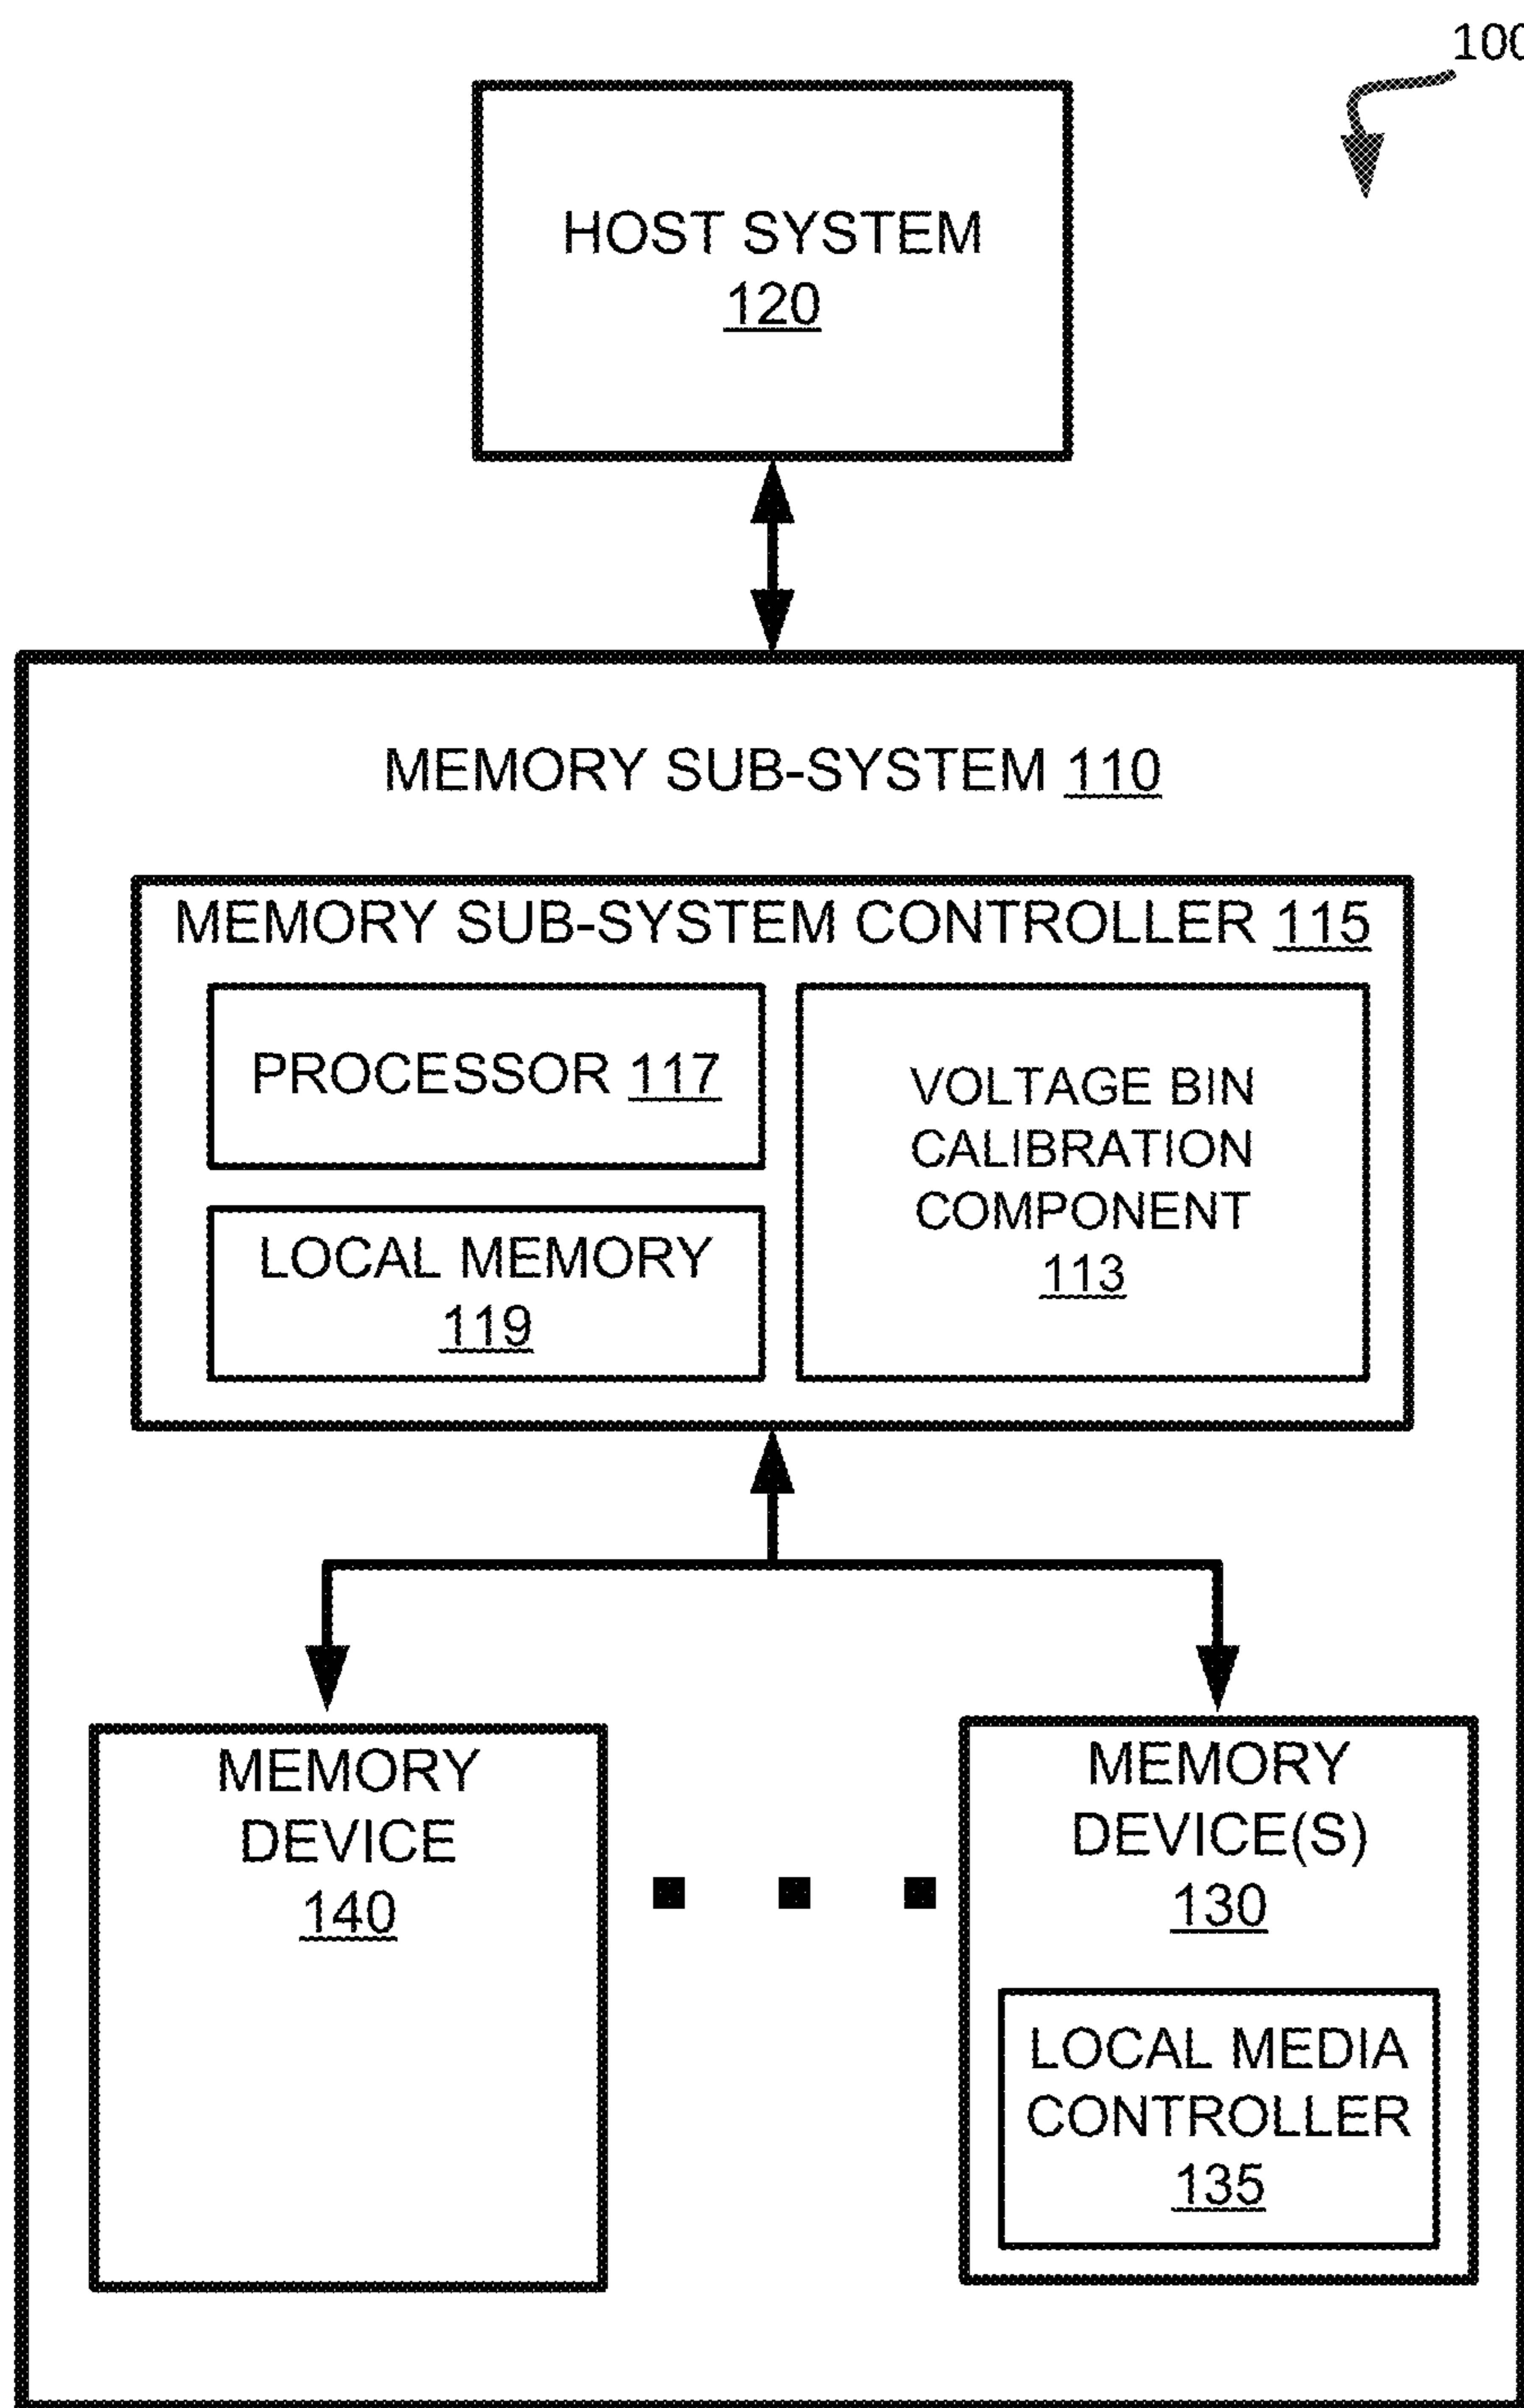 100
HOST SYSTEM
120
MEMORY SUB-SYSTEM 110
MEMORY SUB-SYSTEM CONTROLLER 115
PROCESSOR 117
LOCAL MEMORY
119
VOLTAGE BIN
CALIBRATION
COMPONENT
113
MEMORY
DEVICE
140
MEMORY
DEVICE(S)
130
LOCAL MEDIA
CONTROLLER
135